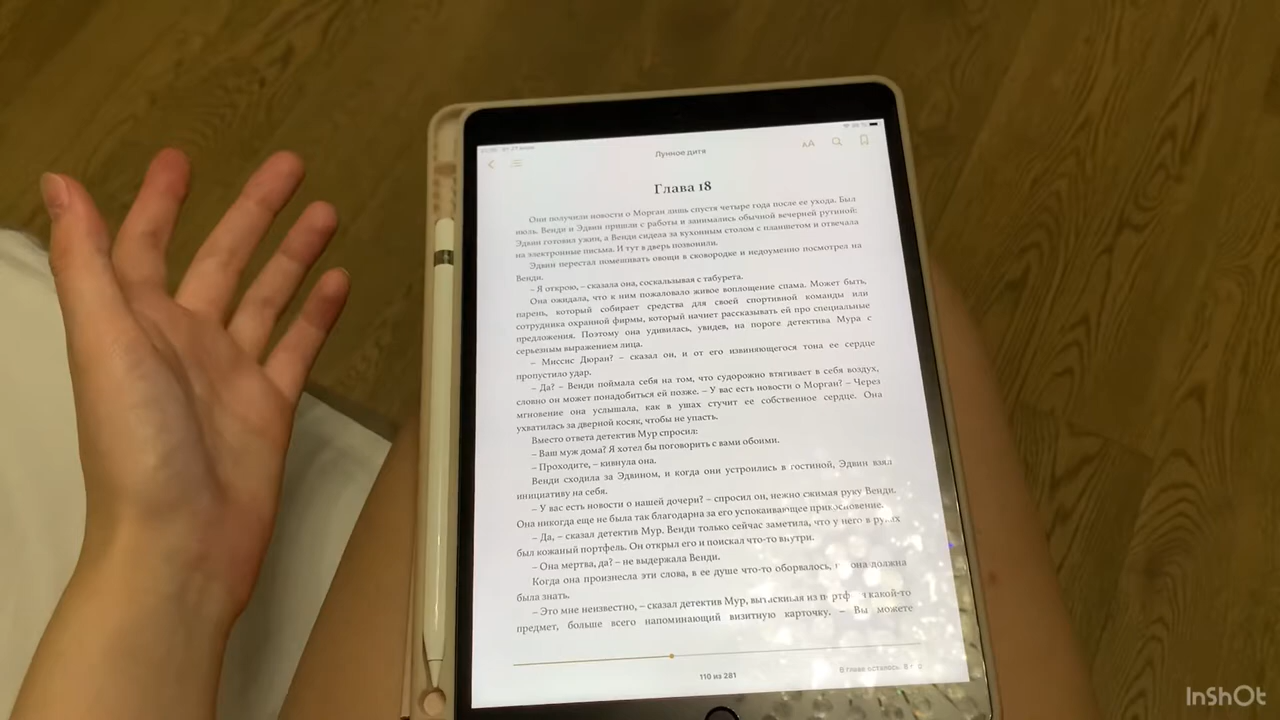 Лунное дитя
AA
Глава 18
Они получили новости о Морган лишь спустя четыре года после ее ухода. Был
июль. Венди и Эдвин пришли с работы и занимались обычной вечерней рутиной:
Эдвин готовил ужин, а Венди сидела за кухонным столом с планшетом и отвечала
на электронные письма. И тут в дверь позвонили.
Эдвин перестал помешивать овощи в сковородке и недоуменно посмотрел на
Венди.
– Я открою, – сказала она, соскальзывая с табурета.
Она ожидала, что к ним пожаловало живое воплощение спама. Может быть,
парень, который собирает средства для своей спортивной команды или
сотрудника охранной фирмы, который начнет рассказывать ей про специальные
предложения. Поэтому она удивилась, увидев, на пороге детектива Мура с
серьезным выражением лица.
– Миссис Дюран? – сказал он, и от его извиняющегося тона ее сердце
пропустило удар.
– Да? – Венди поймала себя на том, что судорожно втягивает в себя воздух,
словно он может понадобиться ей позже. – У вас есть новости о Морган? – Через
мгновение она услышала, как в ушах стучит ее собственное сердце. Она
ухватилась за дверной косяк, чтобы не упасть.
Вместо ответа детектив Мур спросил:
– Ваш муж дома? Я хотел бы поговорить с вами обоими.
– Проходите, – кивнула она.
Венди сходила за Эдвином, и когда они устроились в гостиной, Эдвин взял
инициативу на себя.
– У вас есть новости о нашей дочери? – спросил он, нежно сжимая руку Венди.
Она никогда еще не была так благодарна за его успокаивающее прикосновение.
– Да, – сказал детектив Мур. Венди только сейчас заметила, что у него в руках
был кожаный портфель. Он открыл его и поискал что-то внутри.
– Она мертва, да? – не выдержала Венди.
Когда она произнесла эти слова, в ее душе что-то оборвалось, она должна
была знать.
– Это мне неизвестно, – сказал детектив Мур, вытаскивая из какой-то
предмет, больше всего напоминающий визитную карточку. – Вы можете
110 из 281
В главе осталось:
InShOt